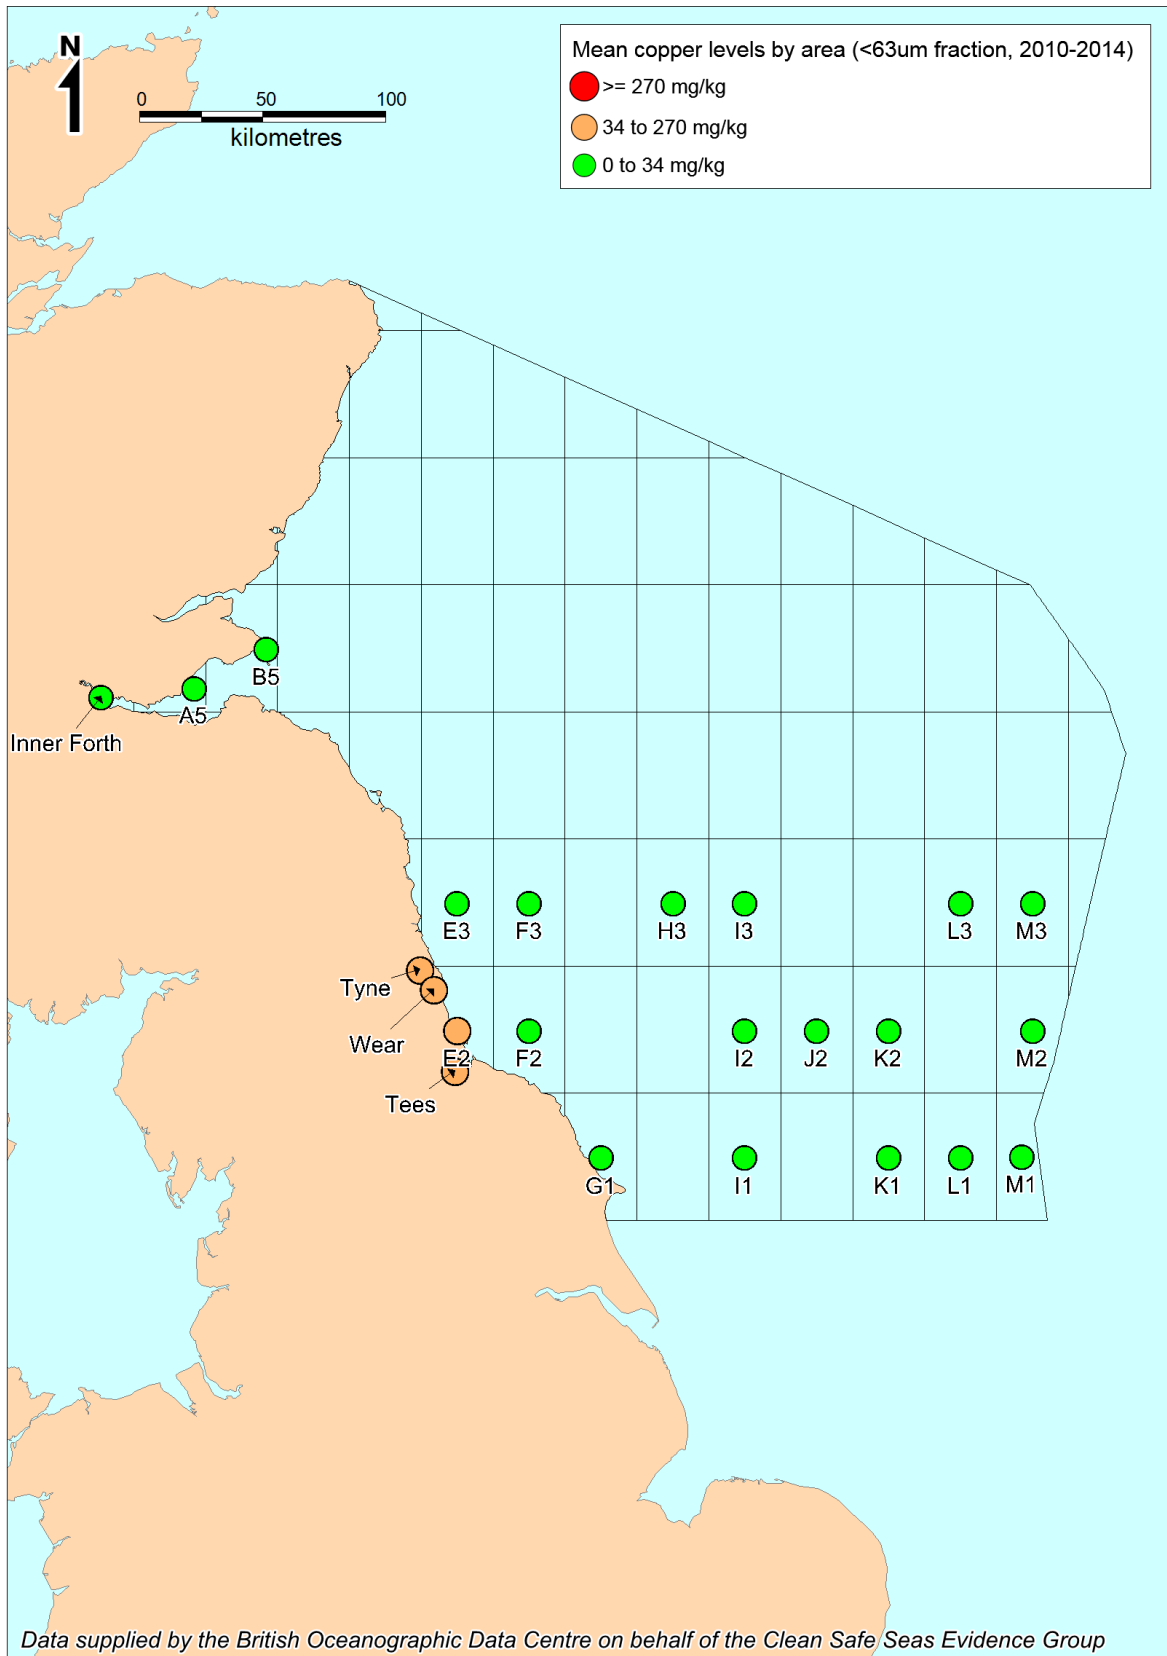 N
0 50 100
kilometres
Mean copper levels by area (<63um fraction, 2010-2014)
>= 270 mg/kg
34 to 270 mg/kg
0 to 34 mg/kg
B5
A5
Inner Forth
E3 F3 H3 I3 L3 M3
Tyne
Wear
E2 F2 I2 J2 K2 M2
Tees
G1 I1 K1 L1 M1
Data supplied by the British Oceanographic Data Centre on behalf of the Clean Safe Seas Evidence Group